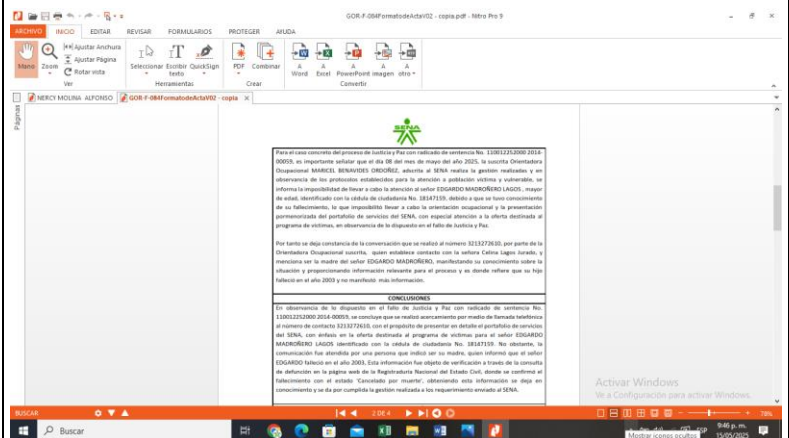 GOR-F-084FormatodeActaV02 - copia.pdf - Nitro Pro 9
ARCHIVO INICIO EDITAR REVISAR FORMULARIOS PROTEGER AYUDA
Mano Zoom
Ajustar Anchura
Ajustar Página
Rotar vista
Ver
Seleccionar Escribir texto QuickSign
Herramientas
PDF Combinar
Crear
A Word A Excel A PowerPoint A imagen A otro
Convertir
NERCY MOLINA ALFONSO GOR-F-084FormatodeActaV02 - copia
Páginas
SENA
Para el caso concreto del proceso de Justicia y Paz con radicado de sentencia No. 110012252000 2014-
00059, es importante señalar que el día 08 del mes de mayo del año 2025, la suscrita Orientadora
Ocupacional MARICEL BENAVIDES ORDOÑEZ, adscrita al SENA realiza la gestión realizadas y en
observancia de los protocolos establecidos para la atención a población víctima y vulnerable, se
informa la imposibilidad de llevar a cabo la atención al señor EDGARDO MADROÑERO LAGOS , mayor
de edad, identificado con la cédula de ciudadanía No. 18147159, debido a que se tuvo conocimiento
de su fallecimiento, lo que imposibilitó llevar a cabo la orientación ocupacional y la presentación
pormenorizada del portafolio de servicios del SENA, con especial atención a la oferta destinada al
programa de víctimas, en observancia de lo dispuesto en el fallo de Justicia y Paz.
Por tanto se deja constancia de la conversación que se realizó al número 3213272610, por parte de la
Orientadora Ocupacional suscrita, quien establece contacto con la señora Celina Lagos Jurado, y
menciona ser la madre del señor EDGARDO MADROÑERO, manifestando su conocimiento sobre la
situación y proporcionando información relevante para el proceso y es donde refiere que su hijo
falleció en el año 2003 y no manifestó más información.
CONCLUSIONES
En observancia de lo dispuesto en el fallo de Justicia y Paz con radicado de sentencia No.
110012252000 2014-00059, se concluye que se realizó acercamiento por medio de llamada telefónica
al número de contacto 3213272610, con el propósito de presentar en detalle el portafolio de servicios
del SENA, con énfasis en la oferta destinada al programa de víctimas para el señor EDGARDO
MADROÑERO LAGOS identificado con la cédula de ciudadanía No. 18147159. No obstante, la
comunicación fue atendida por una persona que indicó ser su madre, quien informó que el señor
EDGARDO falleció en el año 2003, Esta información fue objeto de verificación a través de la consulta
de defunción en la página web de la Registraduría Nacional del Estado Civil, donde se confirmó el
fallecimiento con el estado 'Cancelado por muerte', obteniendo esta información se deja en
conocimiento y se da por cumplida la gestión realizada a los requerimiento enviado al SENA.
Activar Windows
Ve a Configuración para activar Windows.
BUSCAR 2 DE 4 78%
Buscar
ESP
9:46 p. m.
15/05/2025
Mostrar iconos ocultos